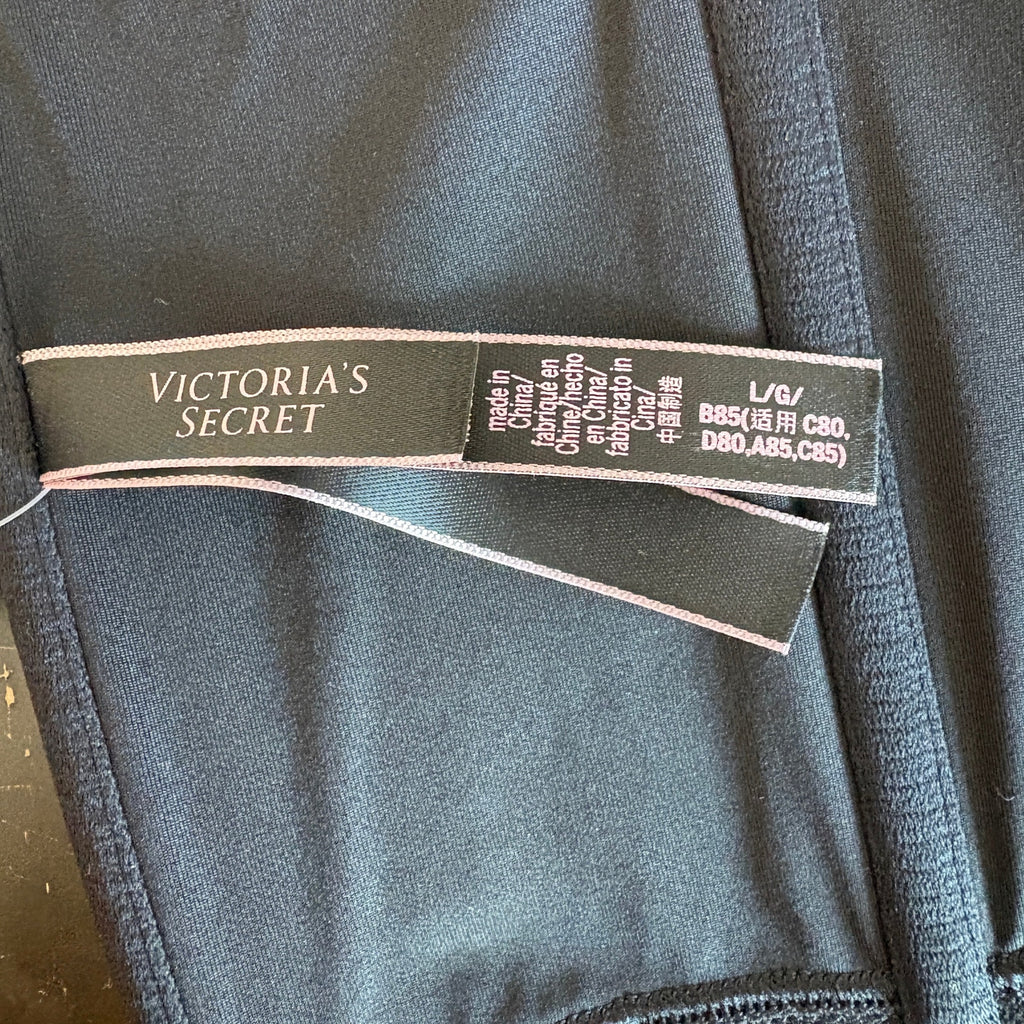 VICTORIA'S
SECRET
made in
China/
fabriqué en
Chine/hecho
en China/
fabbricato in
Cina/
中國制造
L/G/
B85(适用 C80,
D80,A85,C85)